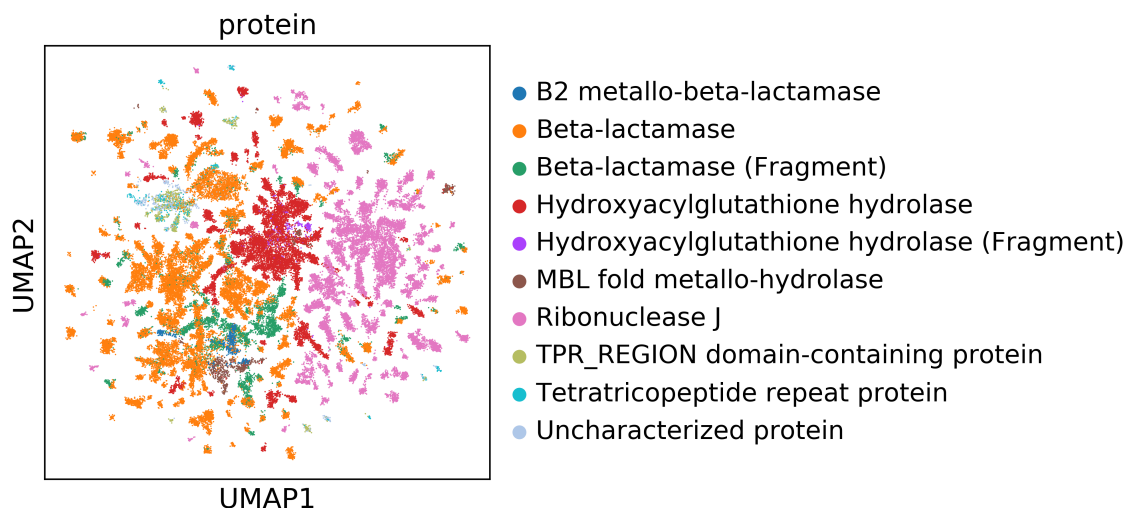 protein
UMAP2
UMAP1
B2 metallo-beta-lactamase
Beta-lactamase
Beta-lactamase (Fragment)
Hydroxyacylglutathione hydrolase
Hydroxyacylglutathione hydrolase (Fragment)
MBL fold metallo-hydrolase
Ribonuclease J
TPR_REGION domain-containing protein
Tetratricopeptide repeat protein
Uncharacterized protein